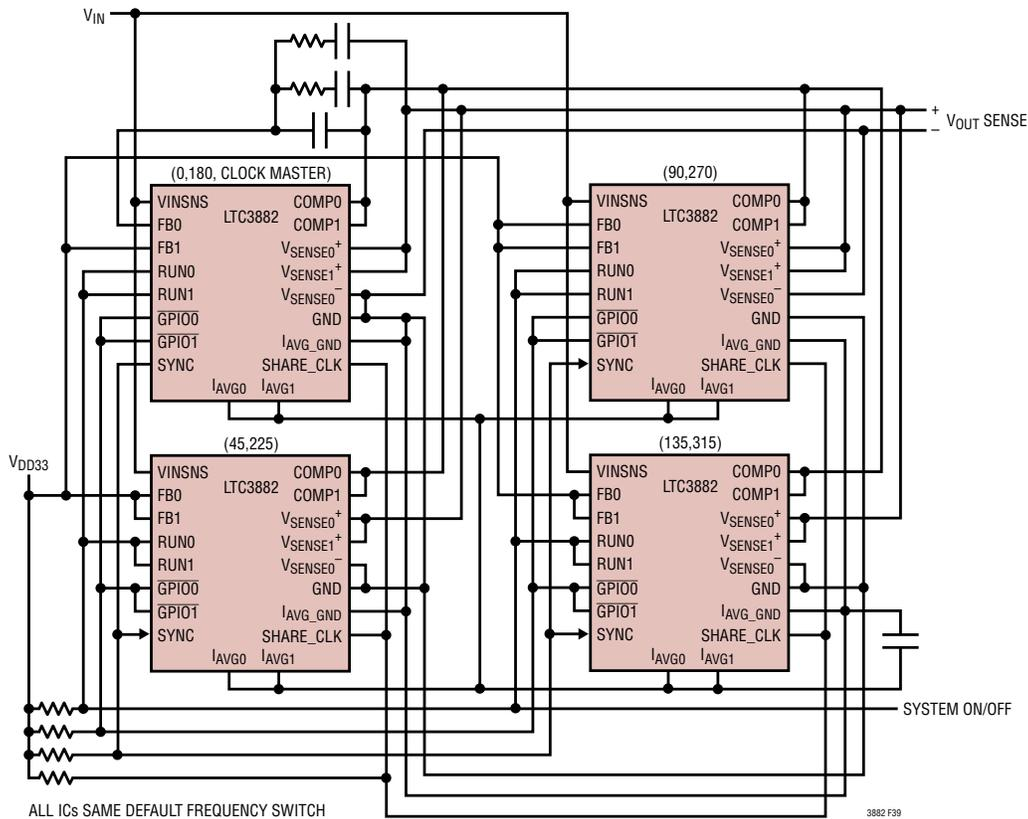 VIN
VOUT SENSE
+
–
(0,180, CLOCK MASTER)
VINSNS
FB0
FB1
RUN0
RUN1
GPIO0
GPIO1
SYNC
LTC3882
COMP0
COMP1
VSENSE0+
VSENSE1+
VSENSE0–
GND
IAVG_GND
SHARE_CLK
IAVG0 IAVG1
(90,270)
VINSNS
FB0
FB1
RUN0
RUN1
GPIO0
GPIO1
SYNC
LTC3882
COMP0
COMP1
VSENSE0+
VSENSE1+
VSENSE0–
GND
IAVG_GND
SHARE_CLK
IAVG0 IAVG1
VDD33
(45,225)
VINSNS
FB0
FB1
RUN0
RUN1
GPIO0
GPIO1
SYNC
LTC3882
COMP0
COMP1
VSENSE0+
VSENSE1+
VSENSE0–
GND
IAVG_GND
SHARE_CLK
IAVG0 IAVG1
(135,315)
VINSNS
FB0
FB1
RUN0
RUN1
GPIO0
GPIO1
SYNC
LTC3882
COMP0
COMP1
VSENSE0+
VSENSE1+
VSENSE0–
GND
IAVG_GND
SHARE_CLK
IAVG0 IAVG1
SYSTEM ON/OFF
ALL ICs SAME DEFAULT FREQUENCY SWITCH
3882 F39